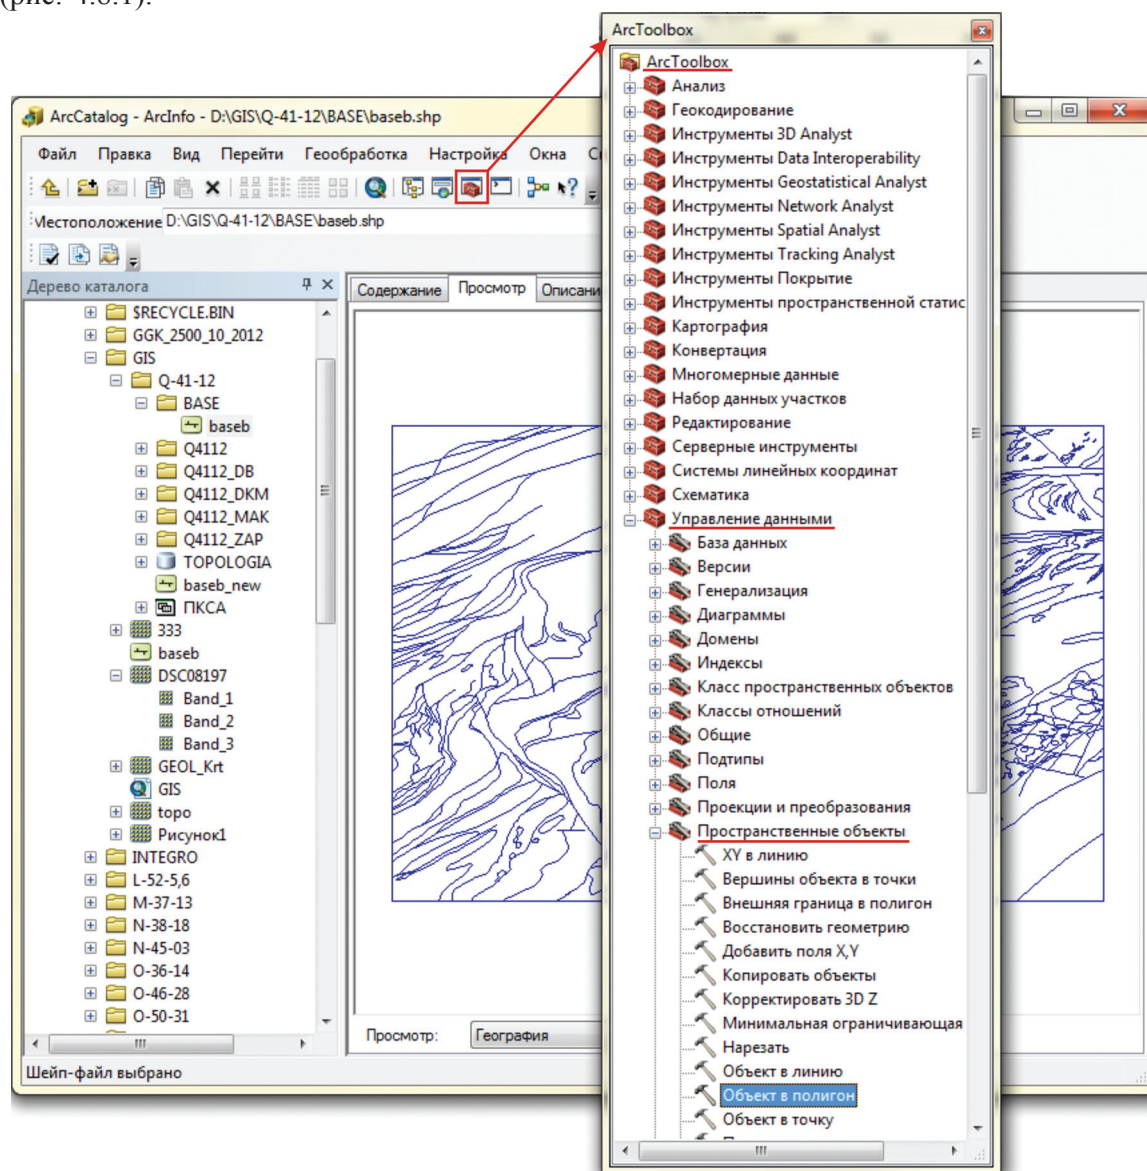 (рис. 4.8.1).
ArcToolbox
ArcToolbox
Анализ
Геокодирование
Инструменты 3D Analyst
Инструменты Data Interoperability
Инструменты Geostatistical Analyst
Инструменты Network Analyst
Инструменты Spatial Analyst
Инструменты Tracking Analyst
Инструменты Покрытие
Инструменты пространственной статис
Картография
Конвертация
Многомерные данные
Набор данных участков
Редактирование
Серверные инструменты
Системы линейных координат
Схематика
Управление данными
База данных
Версии
Генерализация
Диаграммы
Домены
Индексы
Класс пространственных объектов
Классы отношений
Общие
Подтипы
Поля
Проекции и преобразования
Пространственные объекты
XY в линию
Вершины объекта в точки
Внешняя граница в полигон
Восстановить геометрию
Добавить поля X,Y
Копировать объекты
Корректировать 3D Z
Минимальная ограничивающая
Нарезать
Объект в линию
Объект в полигон
Объект в точку
ArcCatalog - ArcInfo - D:\GIS\Q-41-12\BASE\baseb.shp
Файл Правка Вид Перейти Геообработка Настройка Окна
Местоположение D:\GIS\Q-41-12\BASE\baseb.shp
Дерево каталога
$RECYCLE.BIN
GGK_2500_10_2012
GIS
Q-41-12
BASE
baseb
Q4112
Q4112_DB
Q4112_DKM
Q4112_MAK
Q4112_ZAP
TOPOLOGIA
baseb_new
ПКСА
333
baseb
DSC08197
Band_1
Band_2
Band_3
GEOL_Krt
GIS
topo
Рисунок1
INTEGRO
L-52-5,6
M-37-13
N-38-18
N-45-03
O-36-14
O-46-28
O-50-31
Содержание Просмотр Описани
Просмотр: География
Шейп-файл выбрано